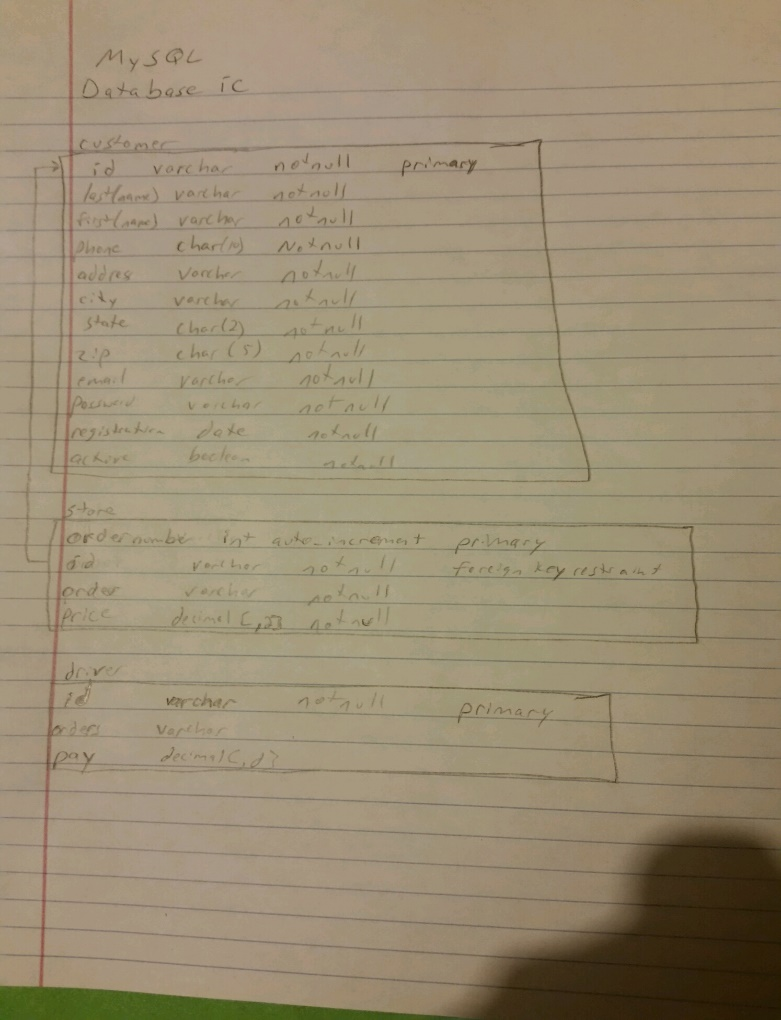 MySQL
Database ic
customer
id varchar notnull primary
last(name) varchar notnull
first(name) varchar notnull
phone char(10) Notnull
addres varchar notnull
city varchar notnull
state char(2) notnull
zip char (5) notnull
email varchar notnull
password varchar notnull
registration date notnull
active boolean notnull
store
ordernumber int auto_increment primary
id varchar notnull foreign key restraint
order varchar notnull
price decimal notnull
driver
id varchar notnull primary
orders varchar
pay